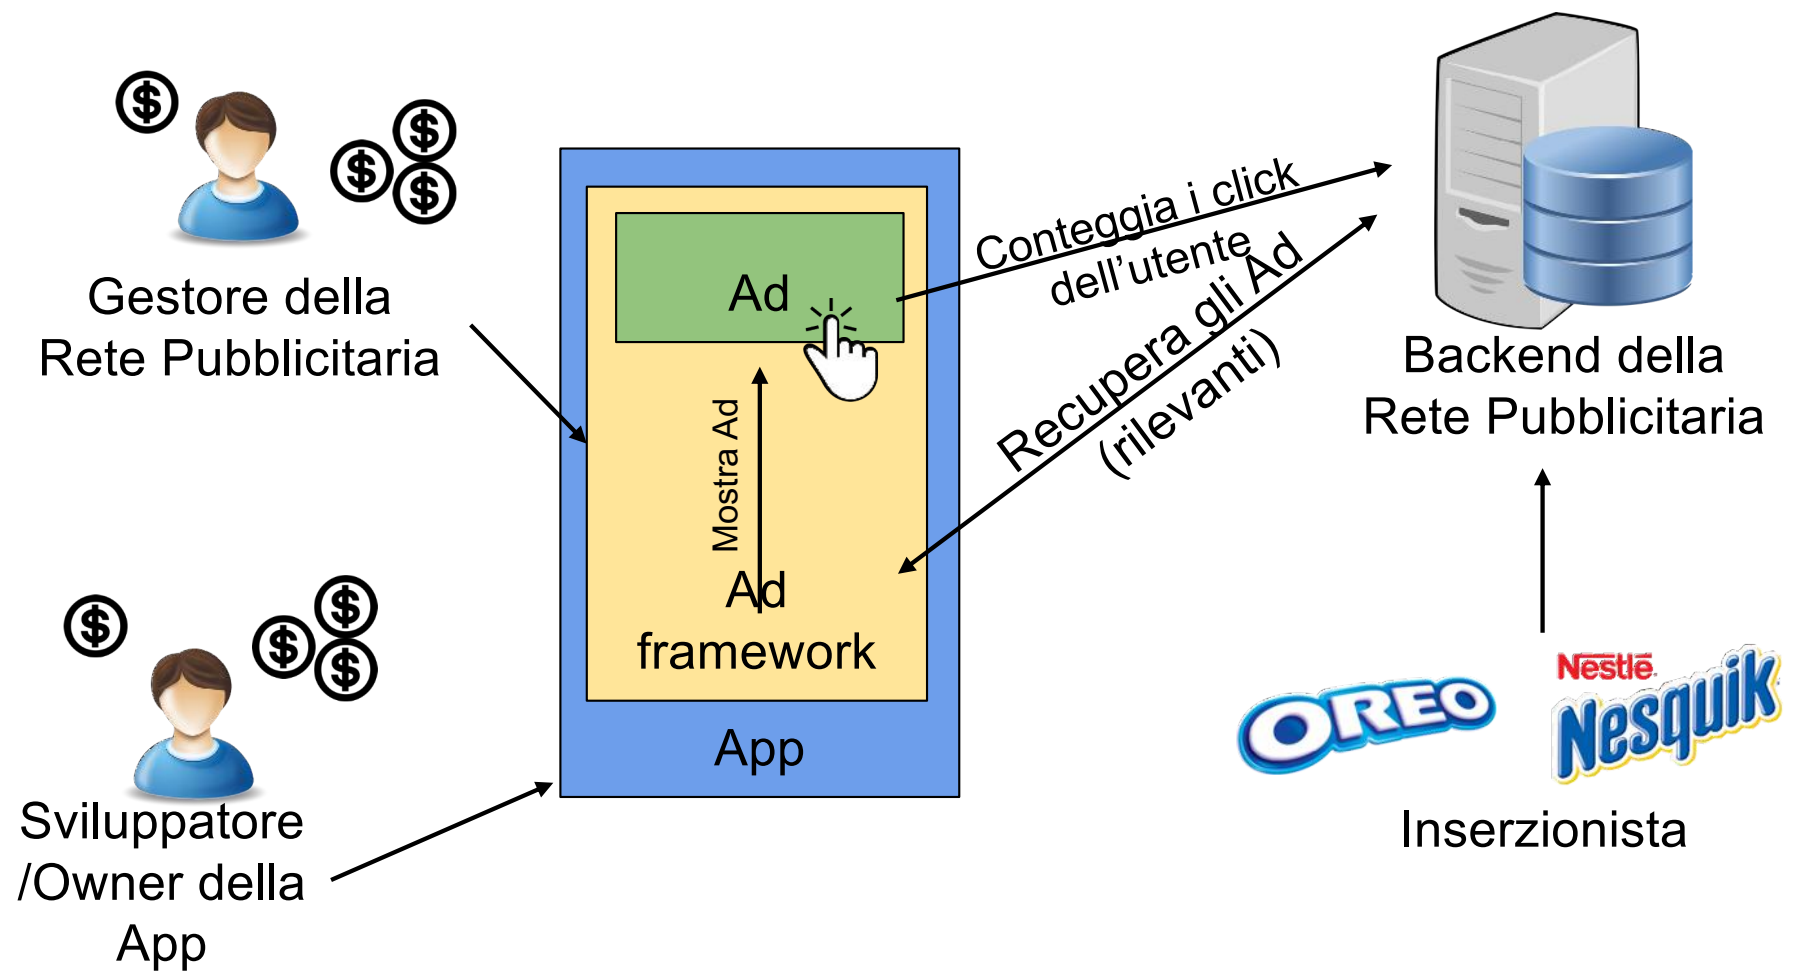 Gestore della
Rete Pubblicitaria
Ad
Mostra Ad
Ad
framework
App
Conteggia i click
dell'utente
Recupera gli Ad
(rilevanti)
Backend della
Rete Pubblicitaria
Sviluppatore
/Owner della
App
OREO
Nestlé
Nesquik
Inserzionista